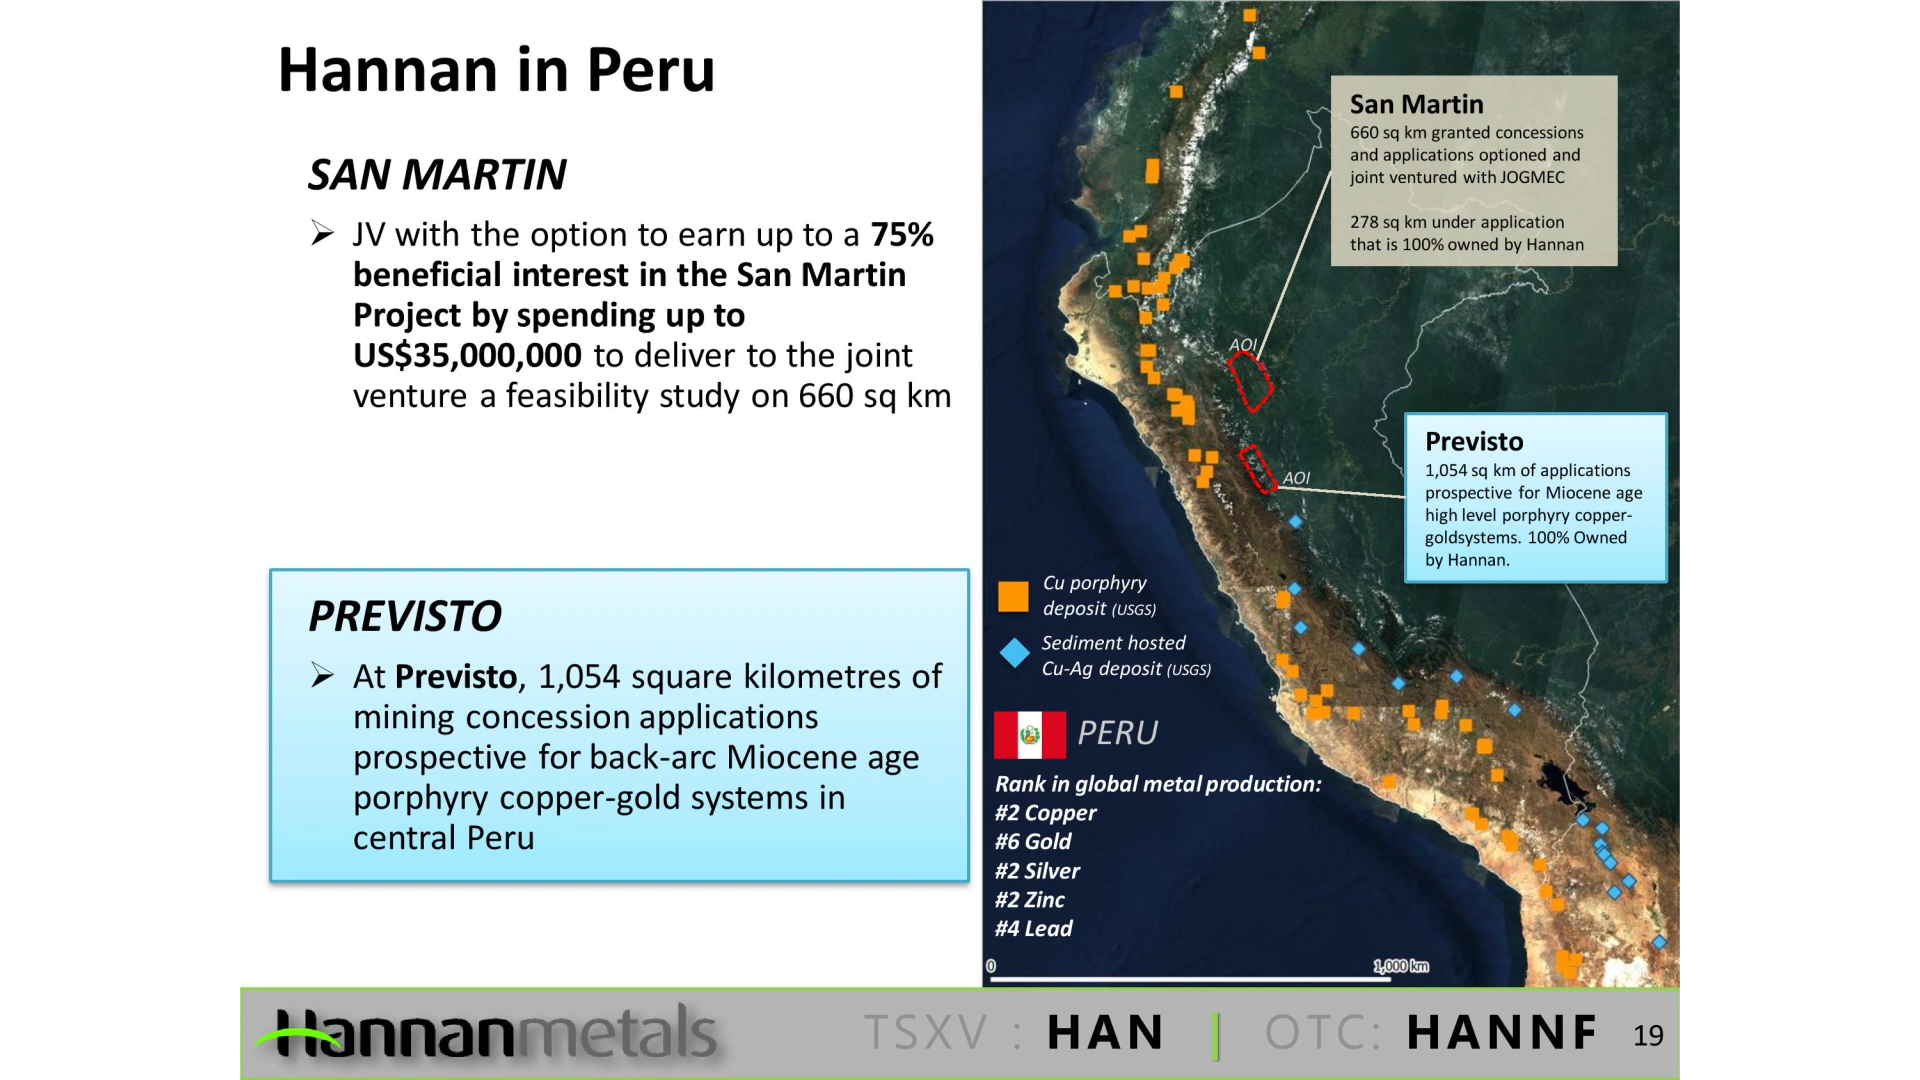 Hannan in Peru
SAN MARTIN
➢ JV with the option to earn up to a 75%
beneficial interest in the San Martin
Project by spending up to
US$35,000,000 to deliver to the joint
venture a feasibility study on 660 sq km
PREVISTO
➢ At Previsto, 1,054 square kilometres of
mining concession applications
prospective for back-arc Miocene age
porphyry copper-gold systems in
central Peru
San Martin
660 sq km granted concessions
and applications optioned and
joint ventured with JOGMEC
278 sq km under application
that is 100% owned by Hannan
AOI
Previsto
1,054 sq km of applications
prospective for Miocene age
high level porphyry copper-
goldsystems. 100% Owned
by Hannan.
AOI
Cu porphyry
deposit (USGS)
Sediment hosted
Cu-Ag deposit (USGS)
PERU
Rank in global metal production:
#2 Copper
#6 Gold
#2 Silver
#2 Zinc
#4 Lead
0 1,000 km
Hannanmetals
TSXV : HAN | OTC: HANNF 19